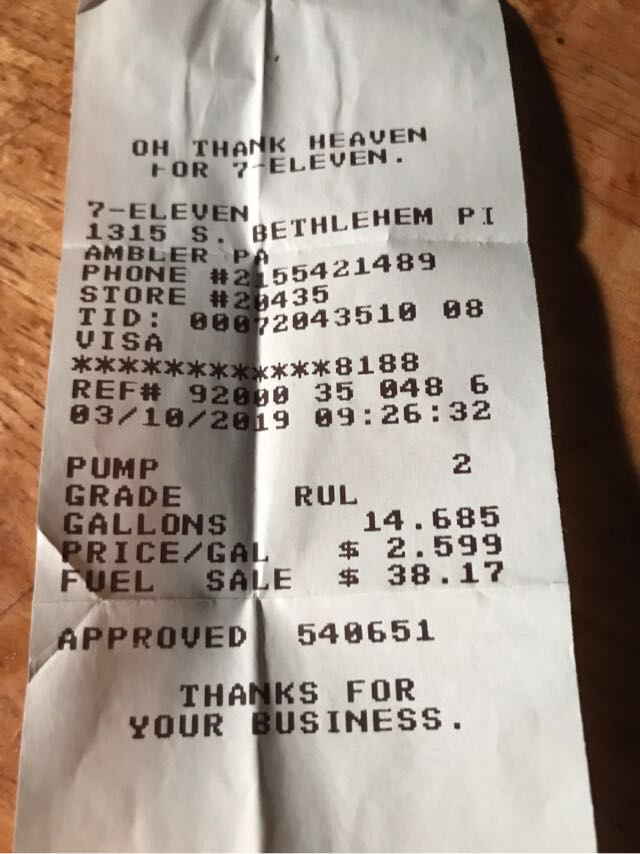 OH THANK HEAVEN
FOR 7-ELEVEN.
7-ELEVEN
1315 S. BETHLEHEM PI
AMBLER PA
PHONE #2155421489
STORE #20435
TID: 00072043510 08
VISA
************8188
REF# 92000 35 048 6
03/10/2019 09:26:32
PUMP 2
GRADE RUL
GALLONS 14.685
PRICE/GAL $ 2.599
FUEL SALE $ 38.17
APPROVED 540651
THANKS FOR
YOUR BUSINESS.